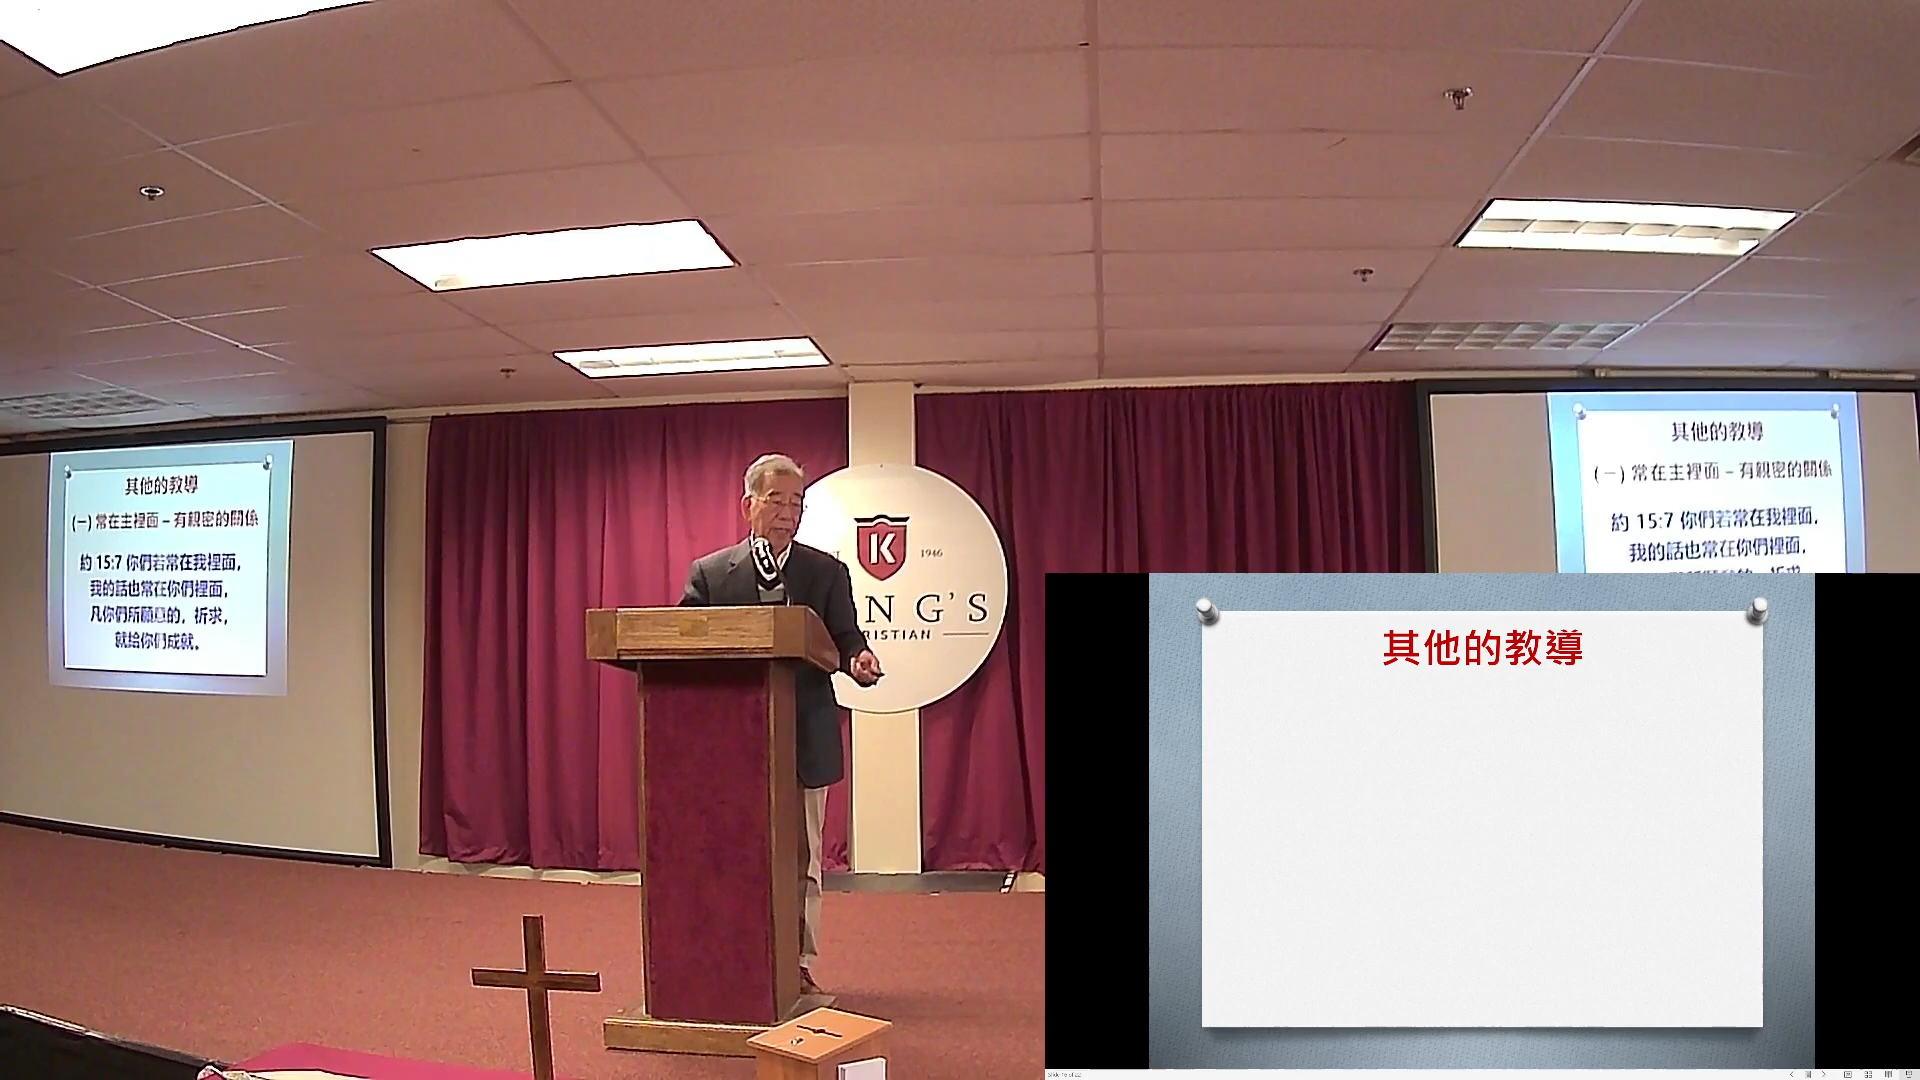 其他的教導
(一) 常在主裡面 – 有親密的關係
約 15:7 你們若常在我裡面,
我的話也常在你們裡面,
凡你們所願意的, 祈求,
就給你們成就。
K
1946
NG'S
RISTIAN
其他的教導
(一) 常在主裡面 – 有親密的關係
約 15:7 你們若常在我裡面,
我的話也常在你們裡面,
其他的教導